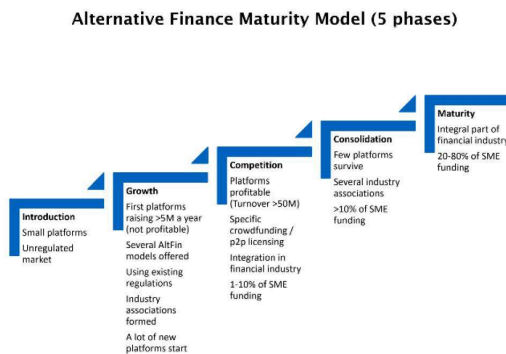 Alternative Finance Maturity Model (5 phases)
Introduction
Small platforms
Unregulated
market
Growth
First platforms
raising >5M a year
(not profitable)
Several AltFin
models offered
Using existing
regulations
Industry
associations
formed
A lot of new
platforms start
Competition
Platforms
profitable
(Turnover >50M)
Specific
crowdfunding /
p2p licensing
Integration in
financial industry
1-10% of SME
funding
Consolidation
Few platforms
survive
Several industry
associations
>10% of SME
funding
Maturity
Integral part of
financial industry
20-80% of SME
funding